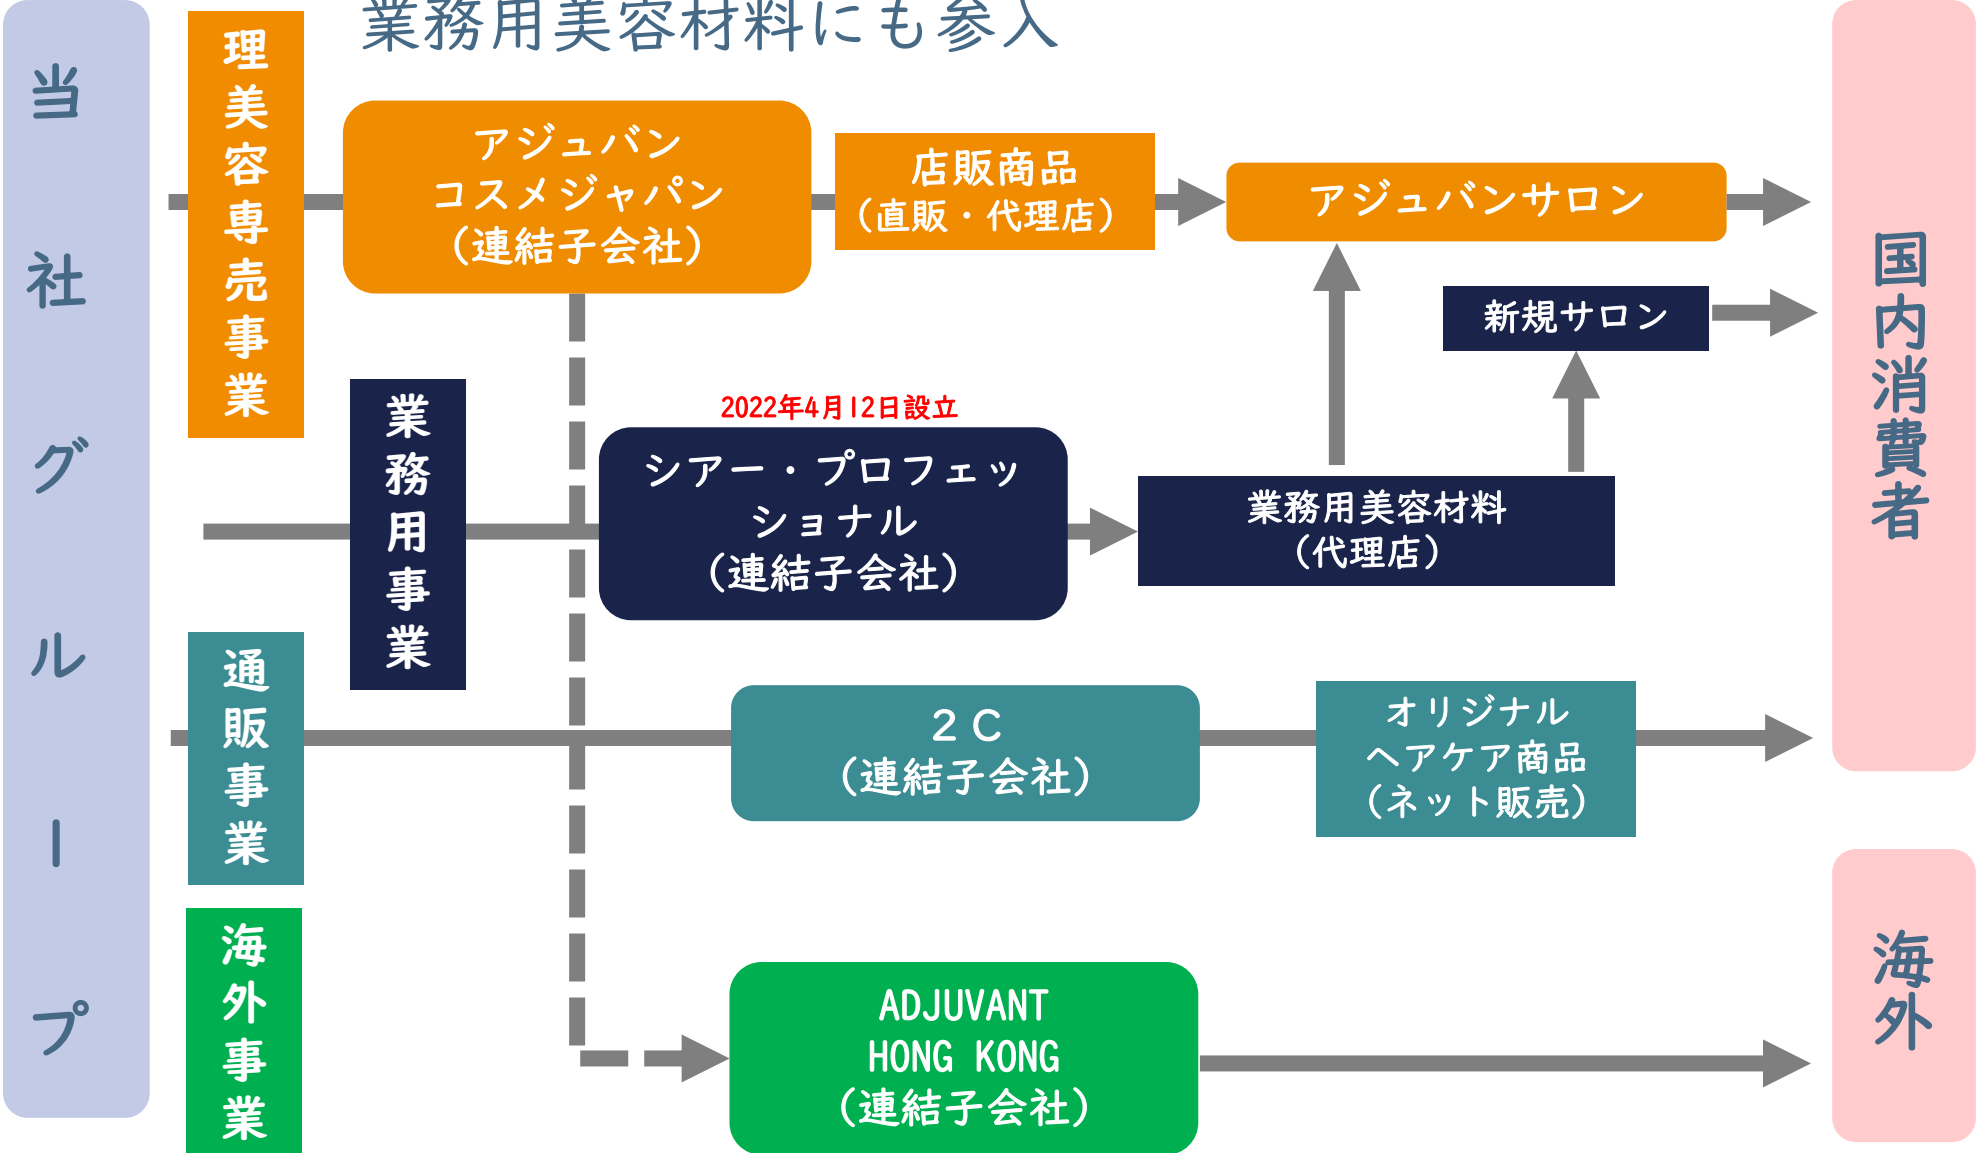 業務用美容材料にも参入
当社グループ
理美容専売事業
アジュバン
コスメジャパン
（連結子会社）
店販商品
（直販・代理店）
アジュバンサロン
新規サロン
業務用事業
2022年4月12日設立
シアー・プロフェッ
ショナル
（連結子会社）
業務用美容材料
（代理店）
通販事業
２Ｃ
（連結子会社）
オリジナル
ヘアケア商品
（ネット販売）
海外事業
ADJUVANT
HONG KONG
（連結子会社）
国内消費者
海外